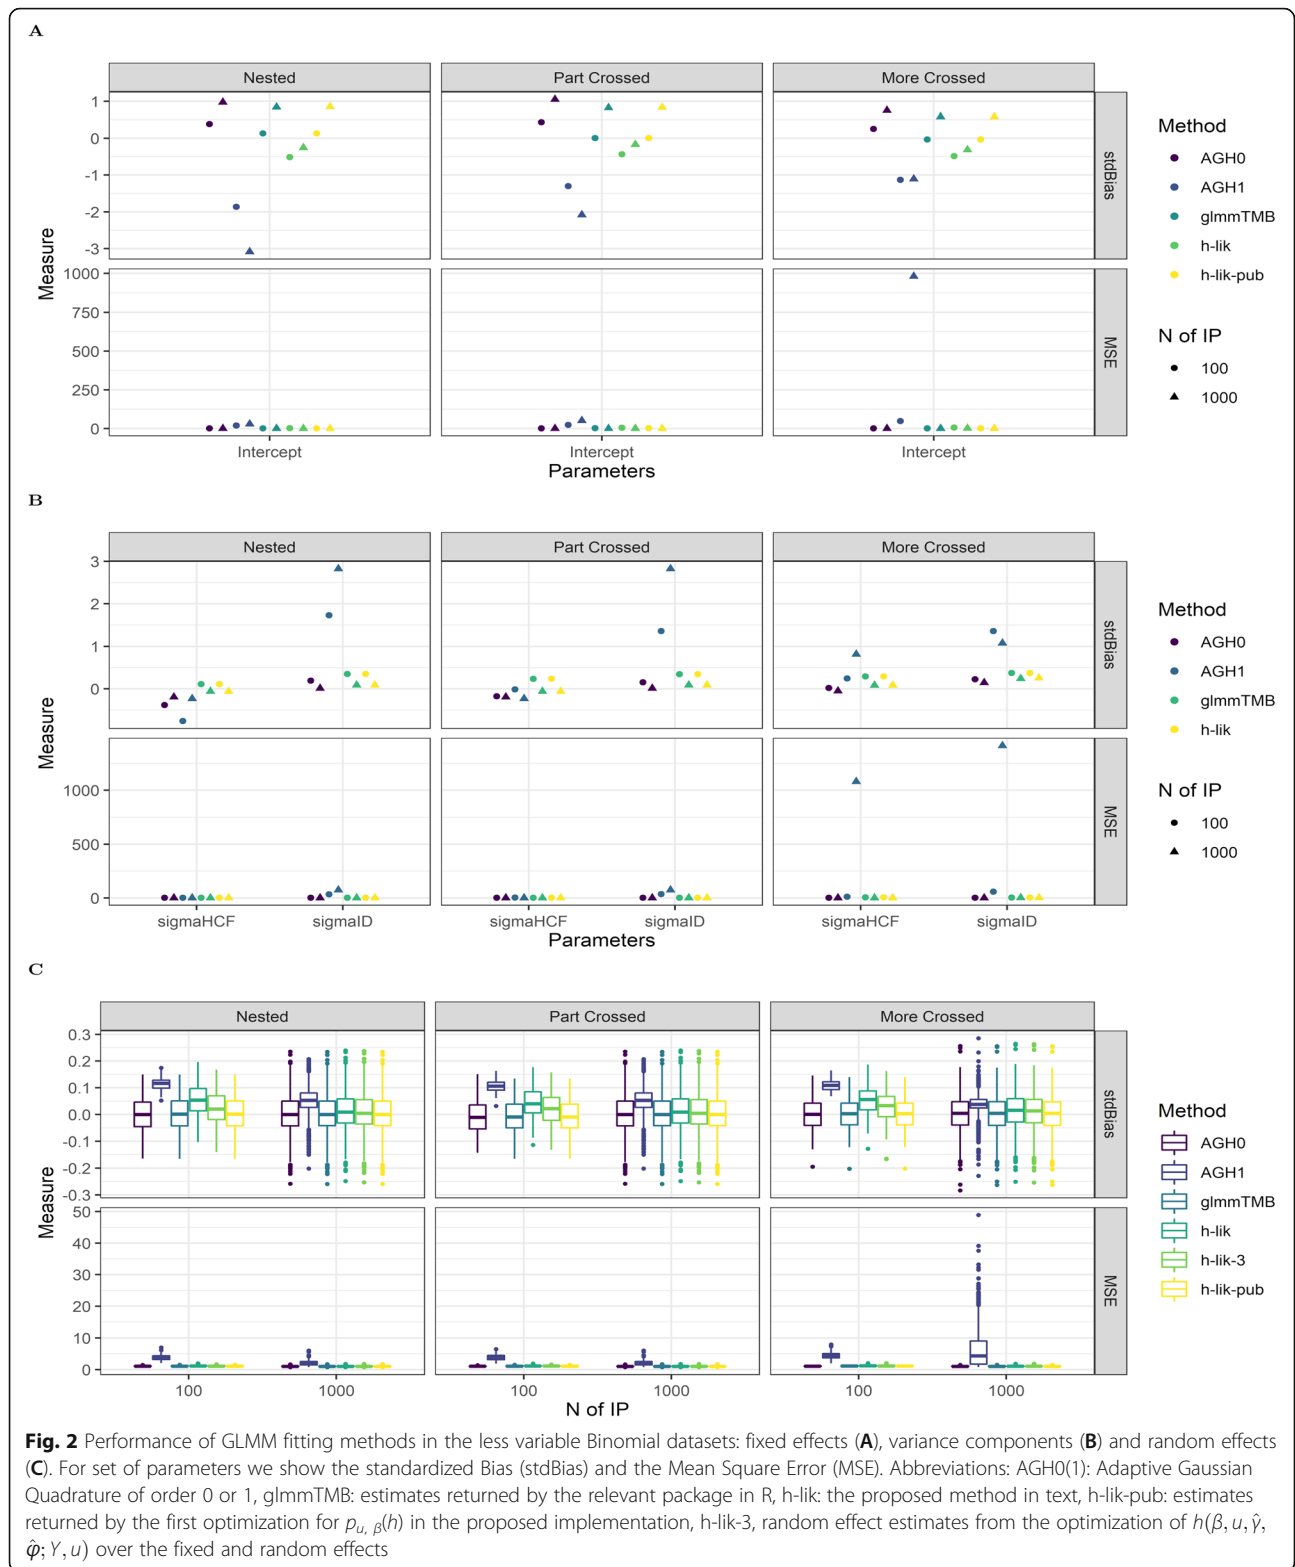 A
Nested
Part Crossed
More Crossed
1
0
-1
-2
-3
stdBias
1000
750
500
250
0
MSE
Measure
Intercept
Intercept
Intercept
Parameters
Method
AGH0
AGH1
glmmTMB
h-lik
h-lik-pub
N of IP
100
1000
B
Nested
Part Crossed
More Crossed
3
2
1
0
stdBias
1000
500
0
MSE
Measure
sigmaHCF
sigmaID
sigmaHCF
sigmaID
sigmaHCF
sigmaID
Parameters
Method
AGH0
AGH1
glmmTMB
h-lik
N of IP
100
1000
C
Nested
Part Crossed
More Crossed
0.3
0.2
0.1
0.0
-0.1
-0.2
-0.3
stdBias
50
40
30
20
10
0
MSE
Measure
100
1000
100
1000
100
1000
N of IP
Method
AGH0
AGH1
glmmTMB
h-lik
h-lik-3
h-lik-pub
Fig. 2 Performance of GLMM fitting methods in the less variable Binomial datasets: fixed effects (A), variance components (B) and random effects
(C). For set of parameters we show the standardized Bias (stdBias) and the Mean Square Error (MSE). Abbreviations: AGH0(1): Adaptive Gaussian
Quadrature of order 0 or 1, glmmTMB: estimates returned by the relevant package in R, h-lik: the proposed method in text, h-lik-pub: estimates
returned by the first optimization for p_{u, β}(h) in the proposed implementation, h-lik-3, random effect estimates from the optimization of h(β, u, γ̂,
φ̂; Y, u) over the fixed and random effects